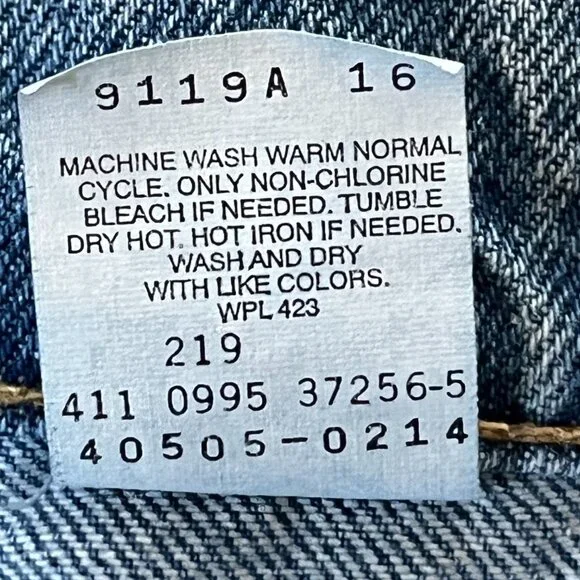 9119A 16
MACHINE WASH WARM NORMAL
CYCLE. ONLY NON-CHLORINE
BLEACH IF NEEDED. TUMBLE
DRY HOT. HOT IRON IF NEEDED.
WASH AND DRY
WITH LIKE COLORS.
WPL 423
219
411 0995 37256-5
40505-0214